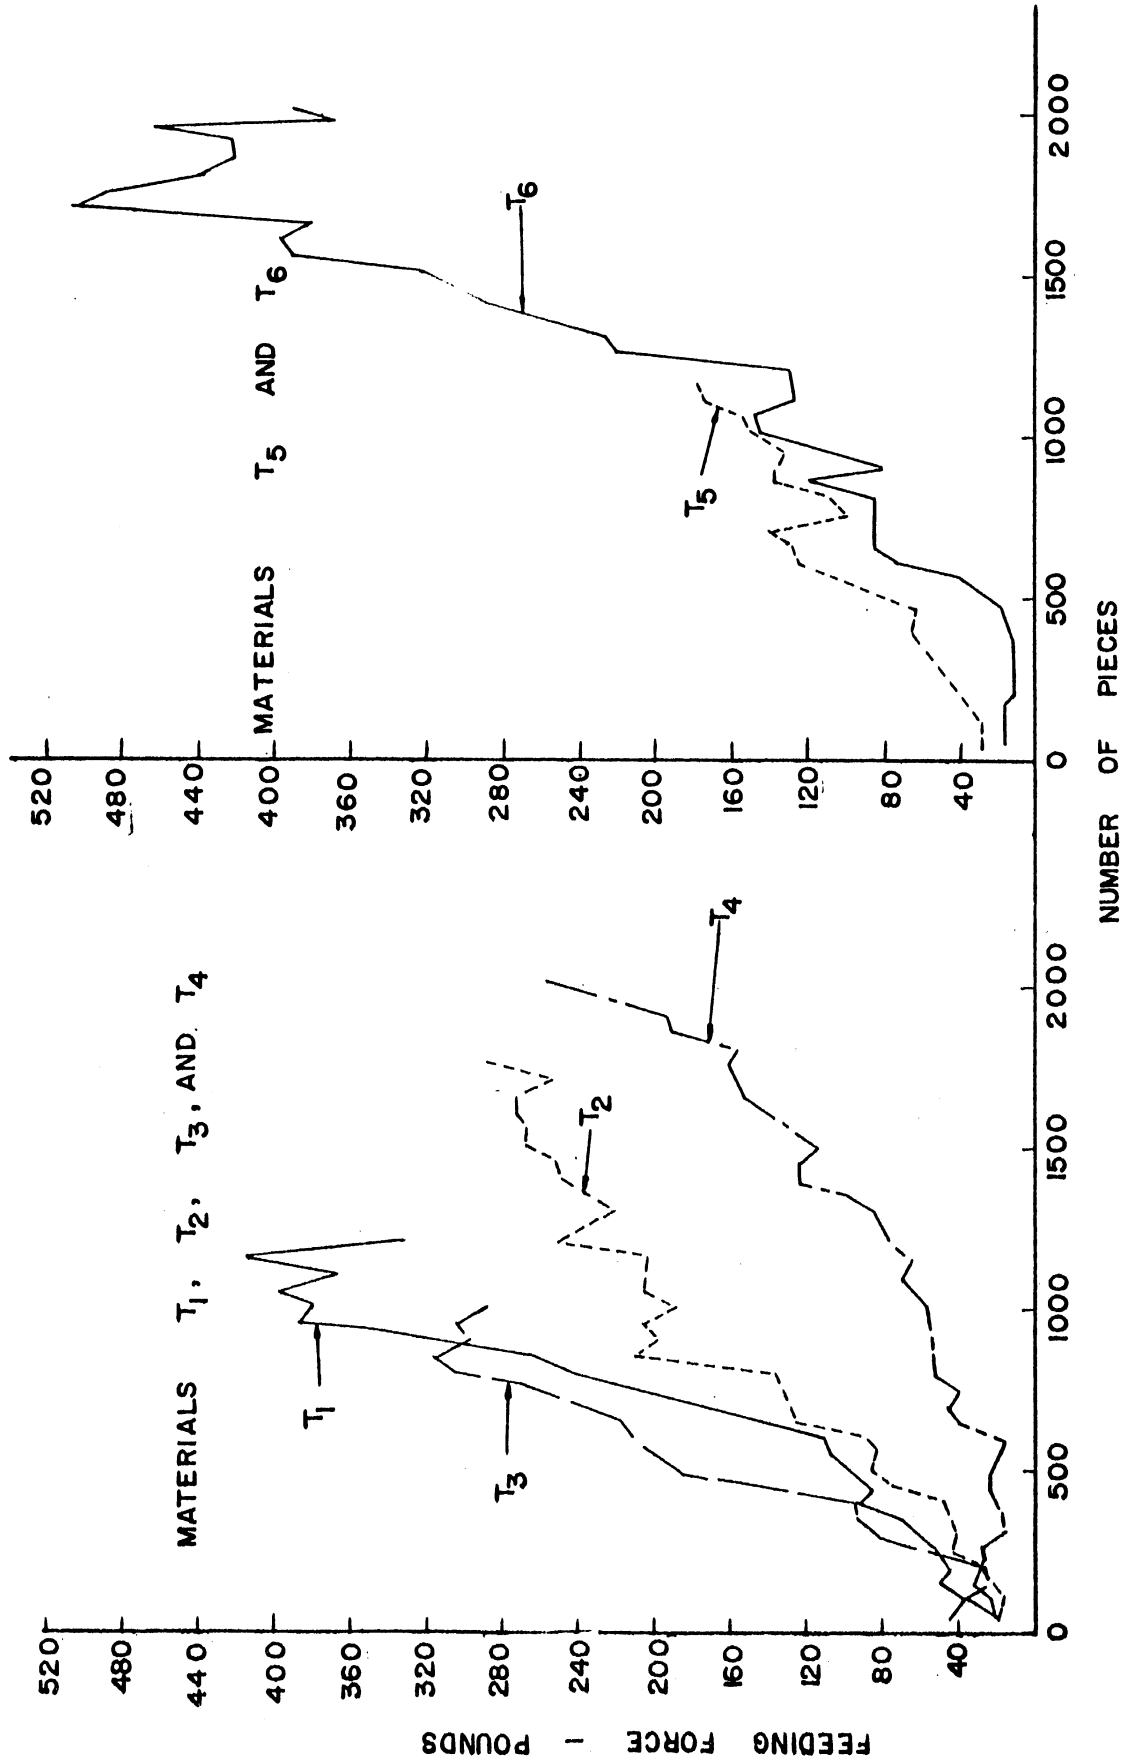 MATERIALS T1, T2, T3, AND T4
MATERIALS T5 AND T6
FEEDING FORCE - POUNDS
520
480
440
400
360
320
280
240
200
160
120
80
40
0 500 1000 1500 2000
T1
T3
T2
T4
520
480
440
400
360
320
280
240
200
160
120
80
40
0 500 1000 1500 2000
T5
T6
NUMBER OF PIECES